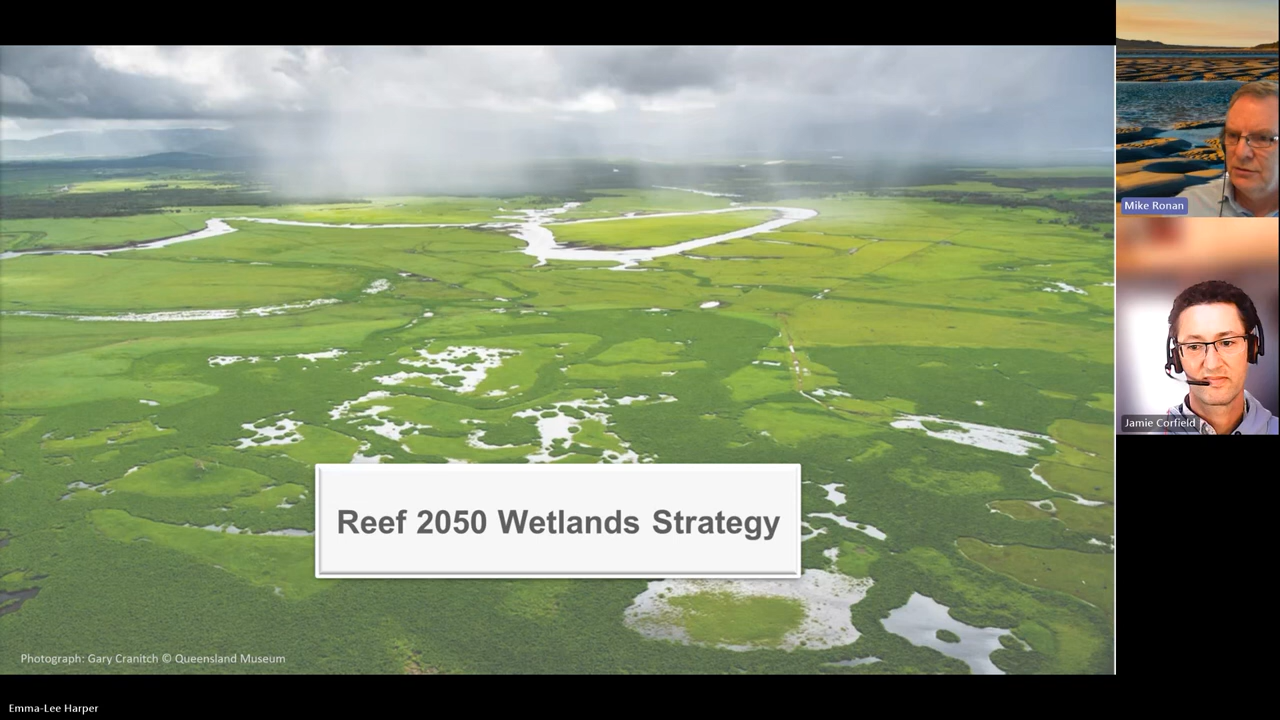 Mike Ronan
Jamie Corfield
Reef 2050 Wetlands Strategy
Photograph: Gary Cranitch © Queensland Museum
Emma-Lee Harper